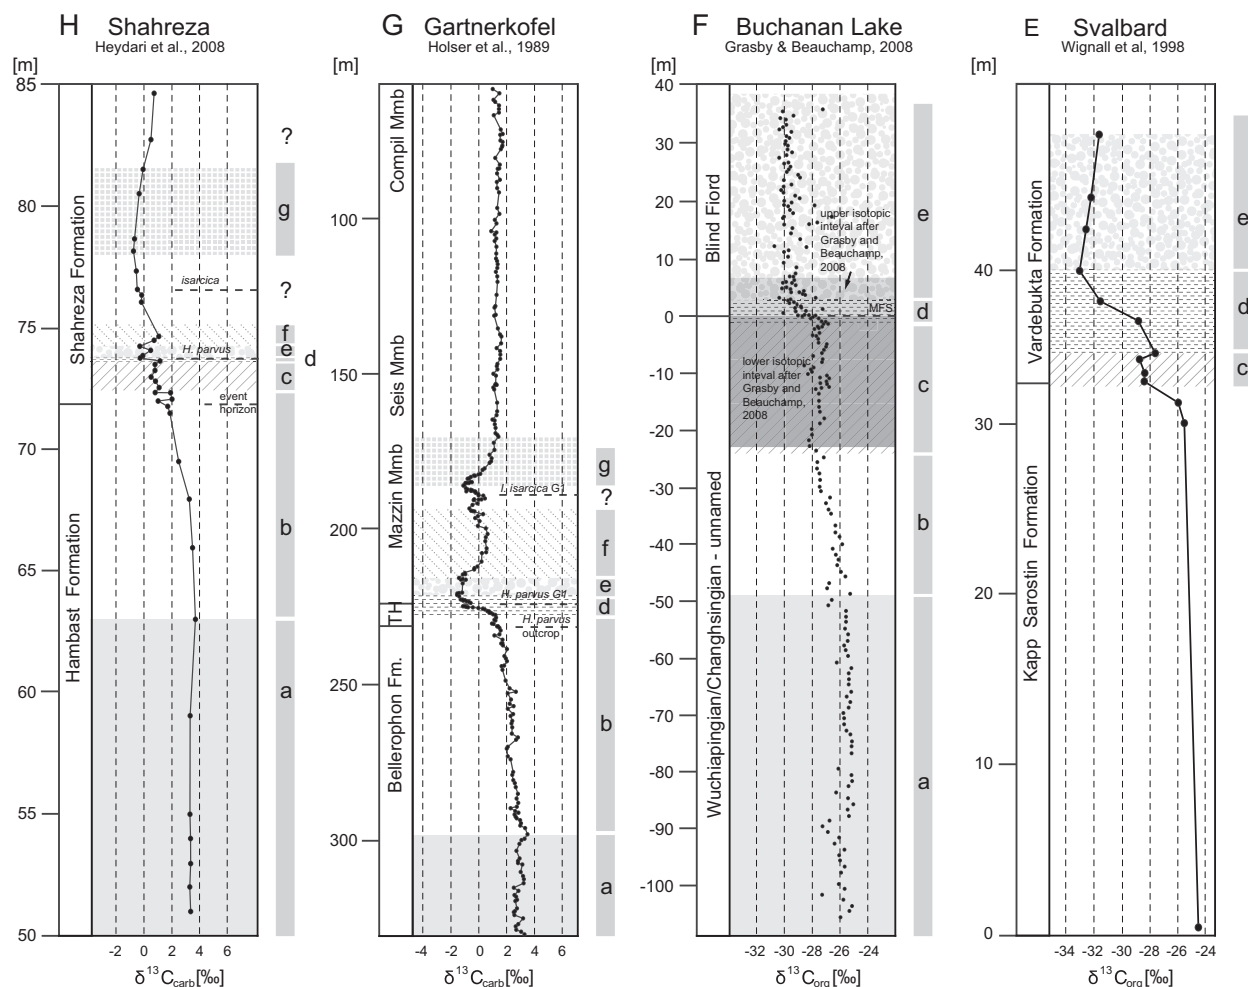 H Shahreza
Heydari et al., 2008
[m]
85
80
75
70
65
60
55
50
Shahreza Formation
Hambast Formation
isarcica
H. parvus
event
horizon
?
g
?
f
e
d
c
b
a
-2 0 2 4 6
δ13Ccarb[‰]
G Gartnerkofel
Holser et al., 1989
[m]
100
150
200
250
300
Compil Mmb
Seis Mmb
Mazzin Mmb
TH
Bellerophon Fm.
I. isarcica G1
H. parvus G1
H. parvus
outcrop
g
?
f
e
d
b
a
-4 -2 0 2 4 6
δ13Ccarb[‰]
F Buchanan Lake
Grasby & Beauchamp, 2008
[m]
40
30
20
10
0
-10
-20
-30
-40
-50
-60
-70
-80
-90
-100
Blind Fiord
Wuchiapingian/Changhsingian - unnamed
upper isotopic
inteval after
Grasby and
Beauchamp,
2008
MFS
lower isotopic
inteval after
Grasby and
Beauchamp,
2008
e
d
c
b
a
-32 -30 -28 -26 -24 -22
δ13Corg[‰]
E Svalbard
Wignall et al, 1998
[m]
40
30
20
10
0
Vardebukta Formation
Kapp Sarostin Formation
e
d
c
-34 -32 -30 -28 -26 -24
δ13Corg[‰]